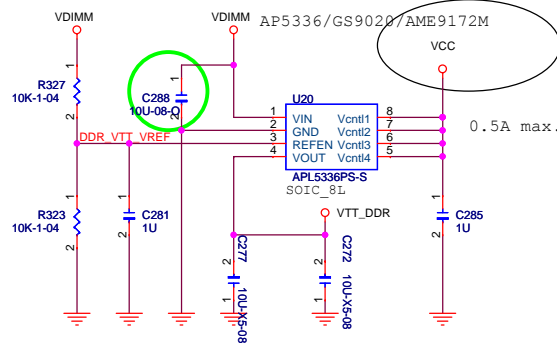 VDIMM
VDIMM
AP5336/GS9020/AME9172M
VCC
1
R327
10K-1-04
2
1
C288
10U-08-O
2
U20
1 VIN Vcntl1 8
2 GND Vcntl2 7
3 REFEN Vcntl3 6
4 VOUT Vcntl4 5
APL5336PS-S
SOIC_8L
0.5A max.
DDR_VTT_VREF
1
R323
10K-1-04
2
1
C281
1U
2
VTT_DDR
C277
2
1
10U-X5-08
C272
2
1
10U-X5-08
1
C285
1U
2